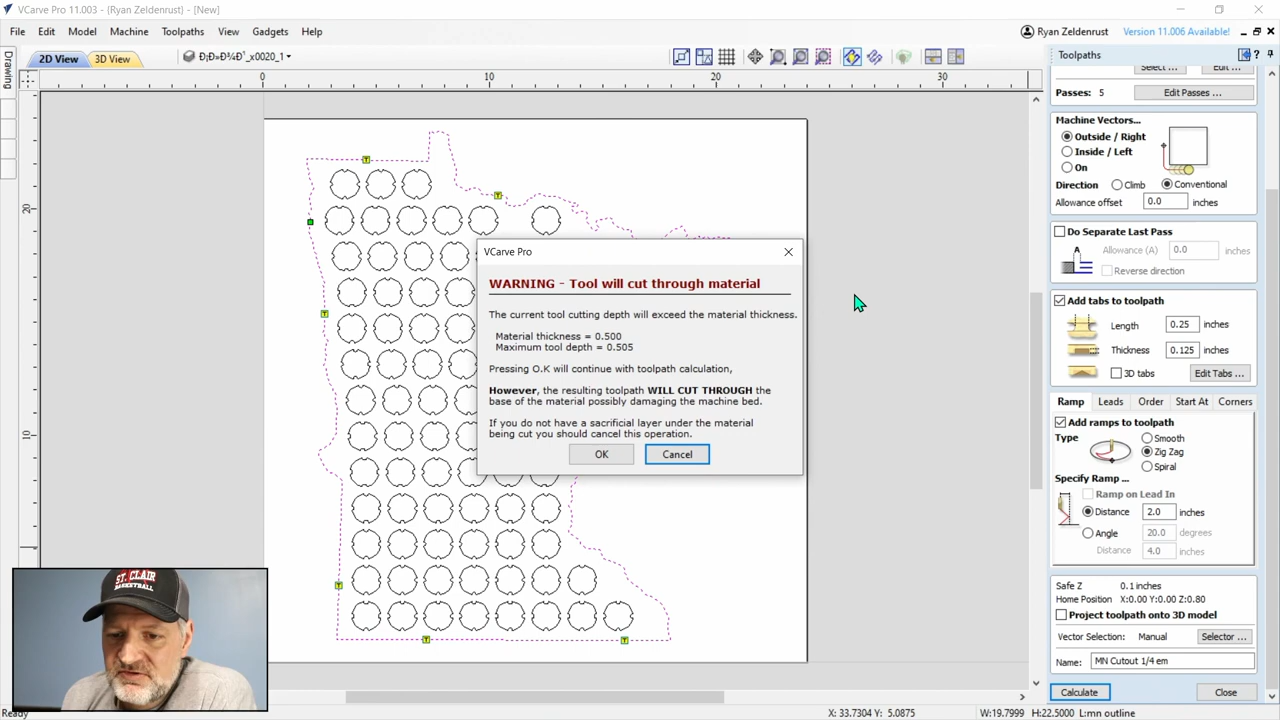 VCarve Pro 11.003 - {Ryan Zeldenrust} - [New]
File Edit Model Machine Toolpaths View Gadgets Help
Ryan Zeldenrust Version 11.006 Available!
2D View 3D View Ð¡Ð»Ð¾Ð¹_x0020_1
Drawing
0 10 20 30
20
10
VCarve Pro
WARNING - Tool will cut through material
The current tool cutting depth will exceed the material thickness.
Material thickness = 0.500
Maximum tool depth = 0.505
Pressing O.K will continue with toolpath calculation,
However, the resulting toolpath WILL CUT THROUGH the
base of the material possibly damaging the machine bed.
If you do not have a sacrificial layer under the material
being cut you should cancel this operation.
OK Cancel
Toolpaths
Select ... Edit ...
Passes: 5 Edit Passes ...
Machine Vectors...
Outside / Right
Inside / Left
On
Direction Climb Conventional
Allowance offset 0.0 inches
Do Separate Last Pass
Allowance (A) 0.0 inches
Reverse direction
Add tabs to toolpath
Length 0.25 inches
Thickness 0.125 inches
3D tabs Edit Tabs ...
Ramp Leads Order Start At Corners
Add ramps to toolpath
Type Smooth
Zig Zag
Spiral
Specify Ramp ...
Ramp on Lead In
Distance 2.0 inches
Angle 20.0 degrees
Distance 4.0 inches
Safe Z 0.1 inches
Home Position X:0.00 Y:0.00 Z:0.80
Project toolpath onto 3D model
Vector Selection: Manual Selector ...
Name: MN Cutout 1/4 em
Calculate Close
ST. CLAIR
BASKETBALL
Ready X: 33.7304 Y: 5.0875 W:19.7999 H:22.5000 L:mn outline